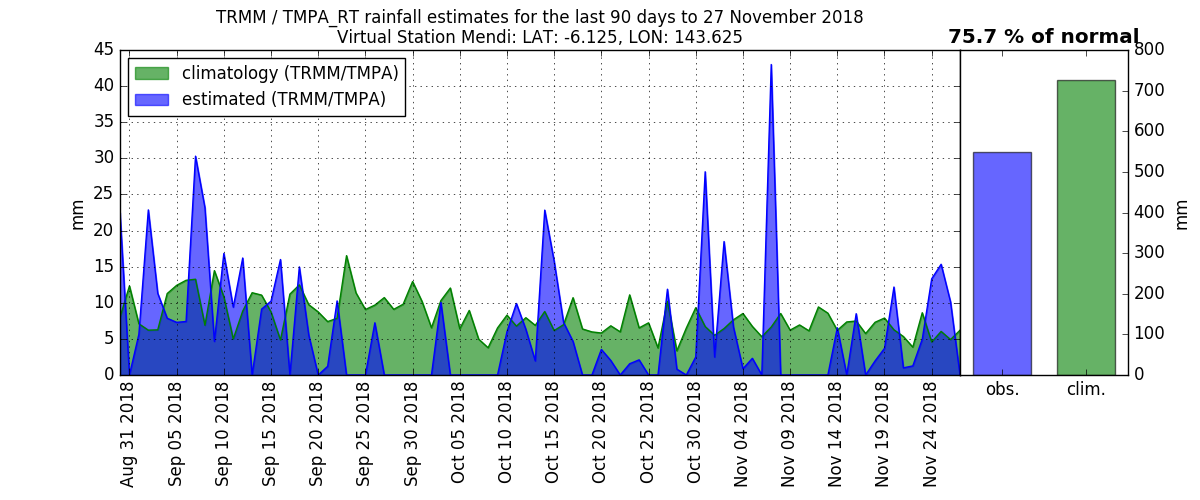 TRMM / TMPA_RT rainfall estimates for the last 90 days to 27 November 2018
Virtual Station Mendi: LAT: -6.125, LON: 143.625
75.7 % of normal
climatology (TRMM/TMPA)
estimated (TRMM/TMPA)
mm
45
40
35
30
25
20
15
10
5
0
Aug 31 2018
Sep 05 2018
Sep 10 2018
Sep 15 2018
Sep 20 2018
Sep 25 2018
Sep 30 2018
Oct 05 2018
Oct 10 2018
Oct 15 2018
Oct 20 2018
Oct 25 2018
Oct 30 2018
Nov 04 2018
Nov 09 2018
Nov 14 2018
Nov 19 2018
Nov 24 2018
obs.
clim.
800
700
600
500
400
300
200
100
0
mm